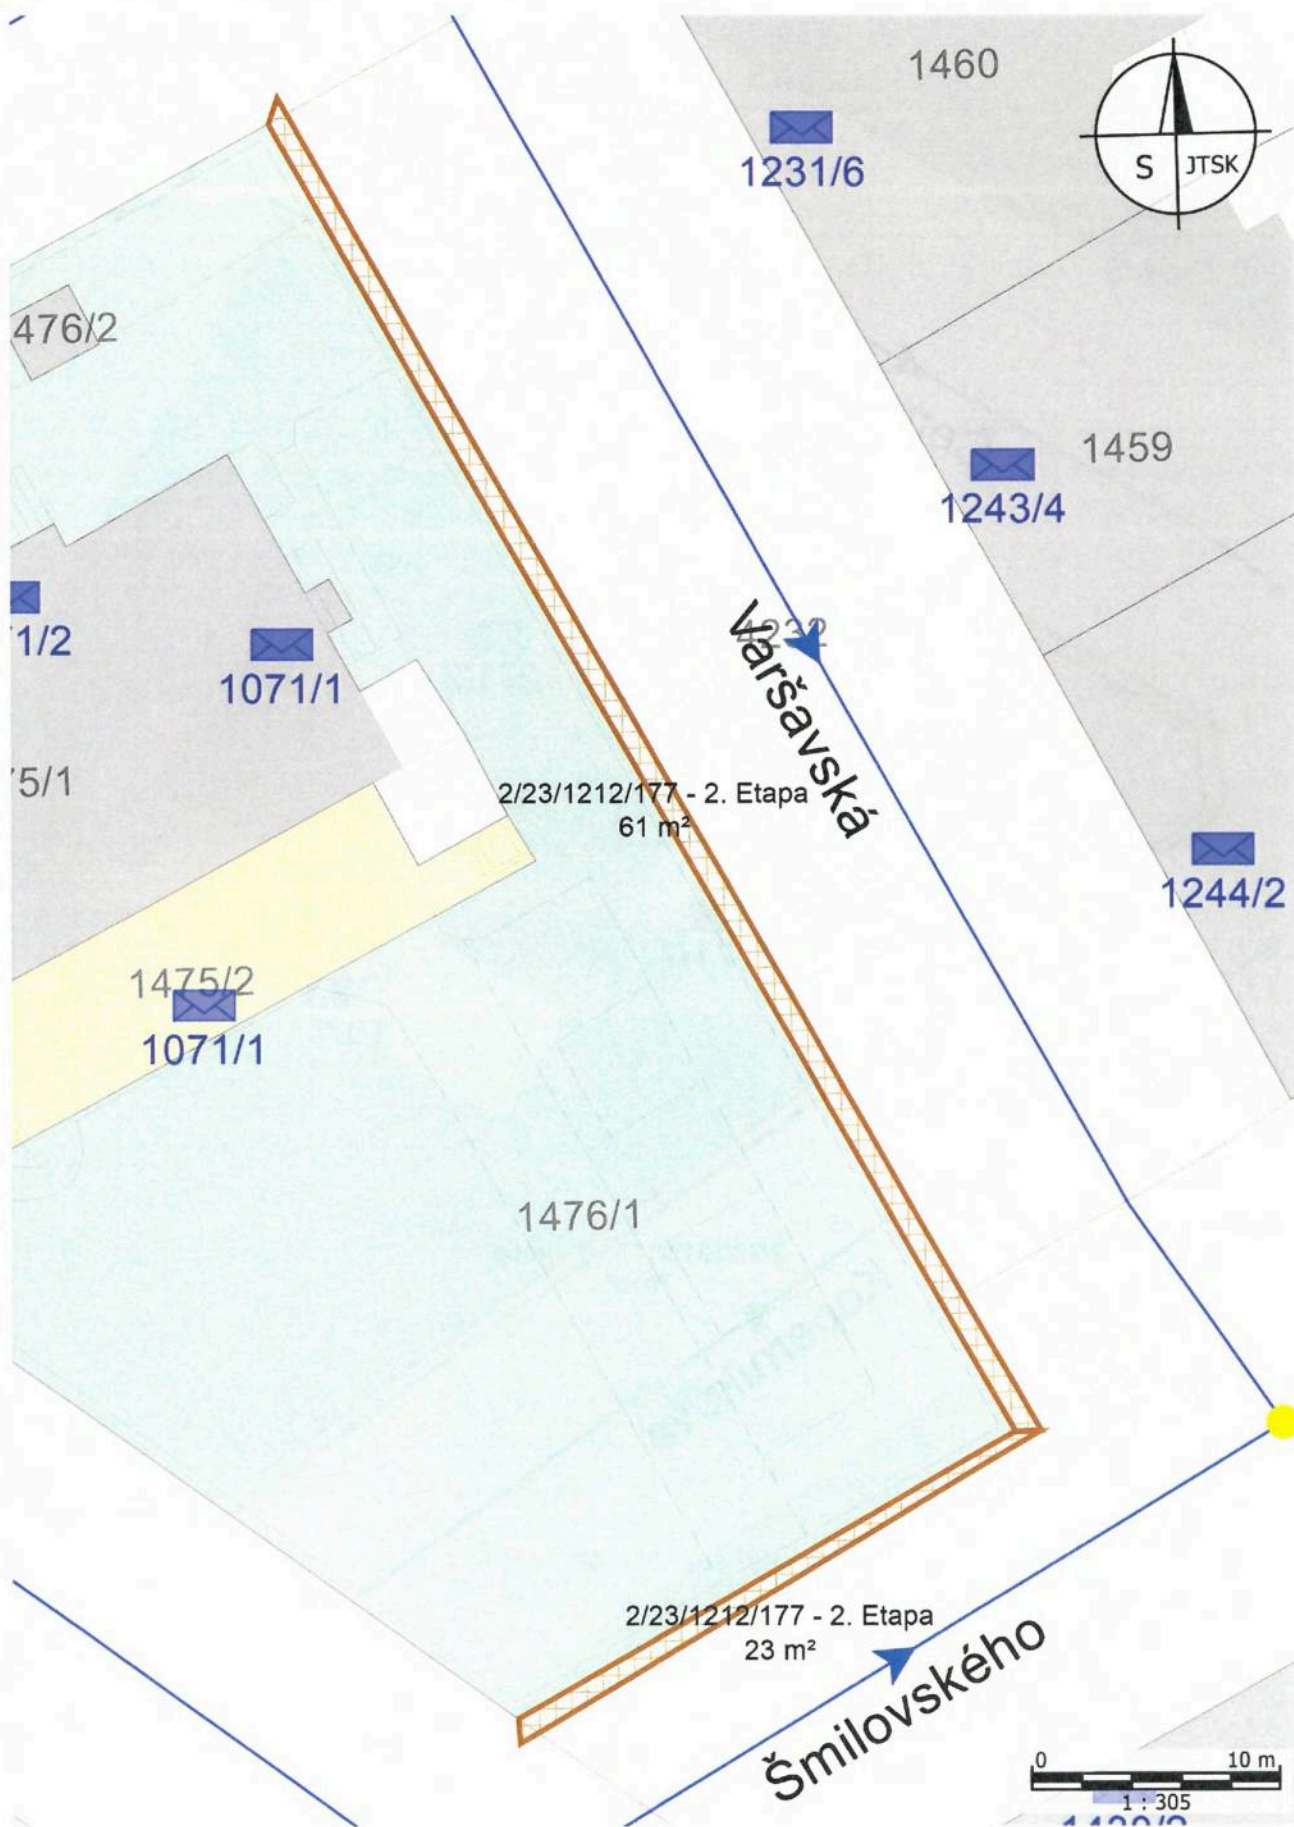 1460
S JTSK
1231/6
476/2
1459
1243/4
4232
Varšavská
1/2
1071/1
5/1
2/23/1212/177 - 2. Etapa
61 m²
1244/2
1475/2
1071/1
1476/1
2/23/1212/177 - 2. Etapa
23 m²
Šmilovského
0 10 m
1 : 305